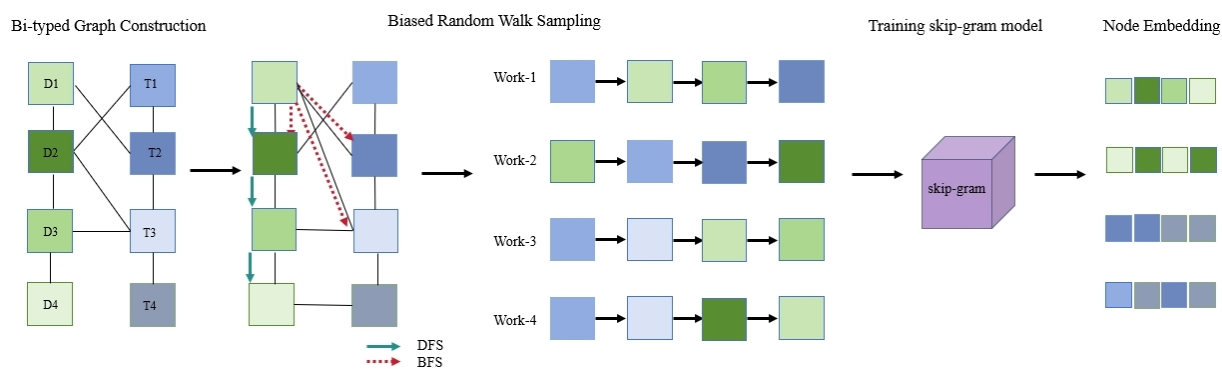 Bi-typed Graph Construction
Biased Random Walk Sampling
Training skip-gram model
Node Embedding
D1
T1
D2
T2
D3
T3
D4
T4
Work-1
Work-2
Work-3
Work-4
skip-gram
DFS
BFS